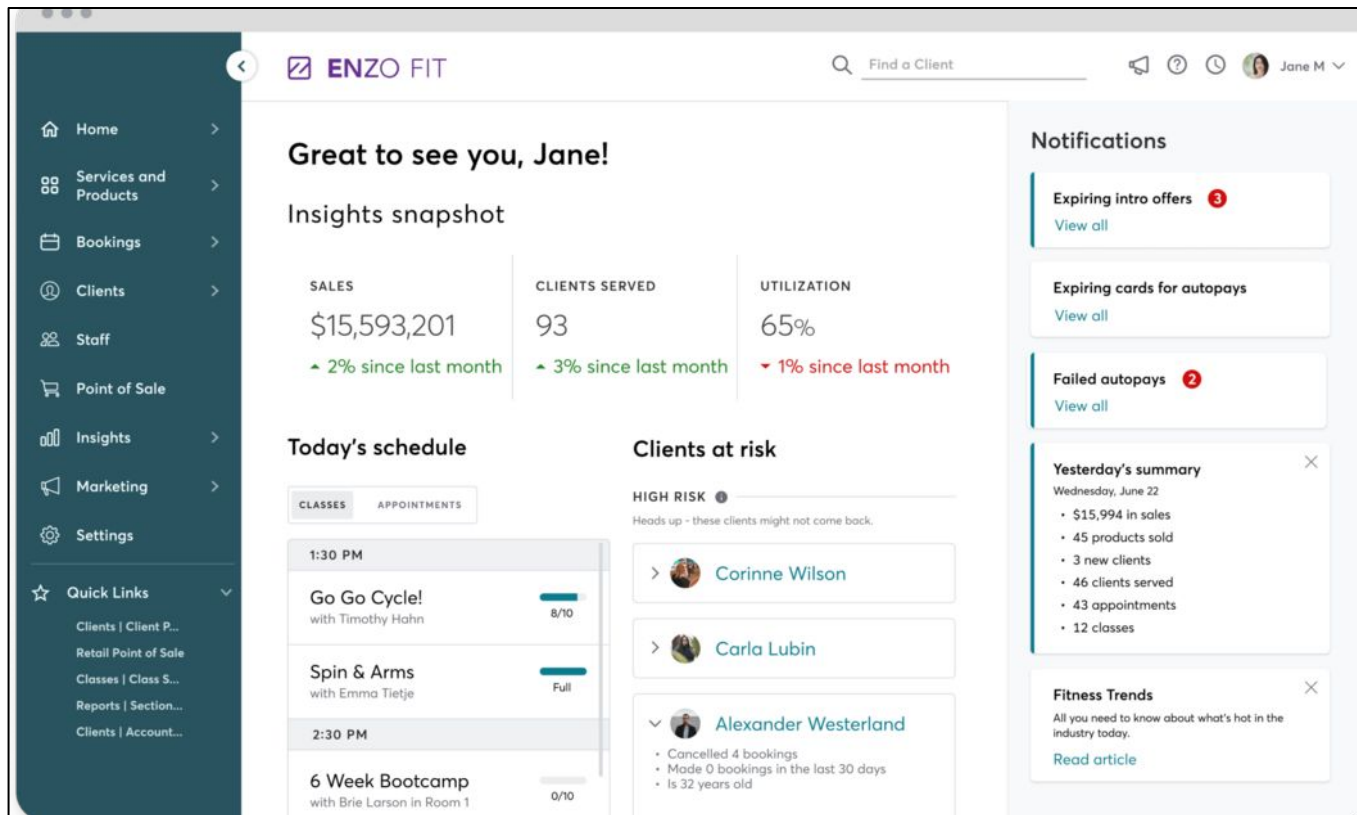 ENZO FIT
Find a Client
Jane M
Home
Services and
Products
Bookings
Clients
Staff
Point of Sale
Insights
Marketing
Settings
Quick Links
Clients | Client P...
Retail Point of Sale
Classes | Class S...
Reports | Section...
Clients | Account...
Great to see you, Jane!
Insights snapshot
SALES
$15,593,201
2% since last month
CLIENTS SERVED
93
3% since last month
UTILIZATION
65%
1% since last month
Today's schedule
CLASSES APPOINTMENTS
1:30 PM
Go Go Cycle!
with Timothy Hahn
8/10
Spin & Arms
with Emma Tietje
Full
2:30 PM
6 Week Bootcamp
with Brie Larson in Room 1
0/10
Clients at risk
HIGH RISK
Heads up - these clients might not come back.
Corinne Wilson
Carla Lubin
Alexander Westerland
• Cancelled 4 bookings
• Made 0 bookings in the last 30 days
• Is 32 years old
Notifications
Expiring intro offers 3
View all
Expiring cards for autopays
View all
Failed autopays 2
View all
Yesterday's summary
Wednesday, June 22
• $15,994 in sales
• 45 products sold
• 3 new clients
• 46 clients served
• 43 appointments
• 12 classes
Fitness Trends
All you need to know about what's hot in the
industry today.
Read article